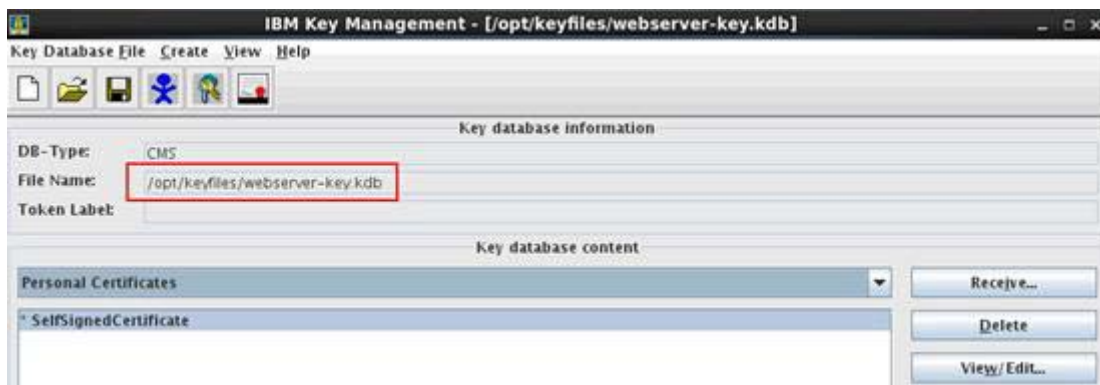 IBM Key Management - [/opt/keyfiles/webserver-key.kdb]
Key Database File Create View Help
Key database information
DB-Type: CMS
File Name: /opt/keyfiles/webserver-key.kdb
Token Label:
Key database content
Personal Certificates
Receive...
* SelfSignedCertificate
Delete
View/Edit...